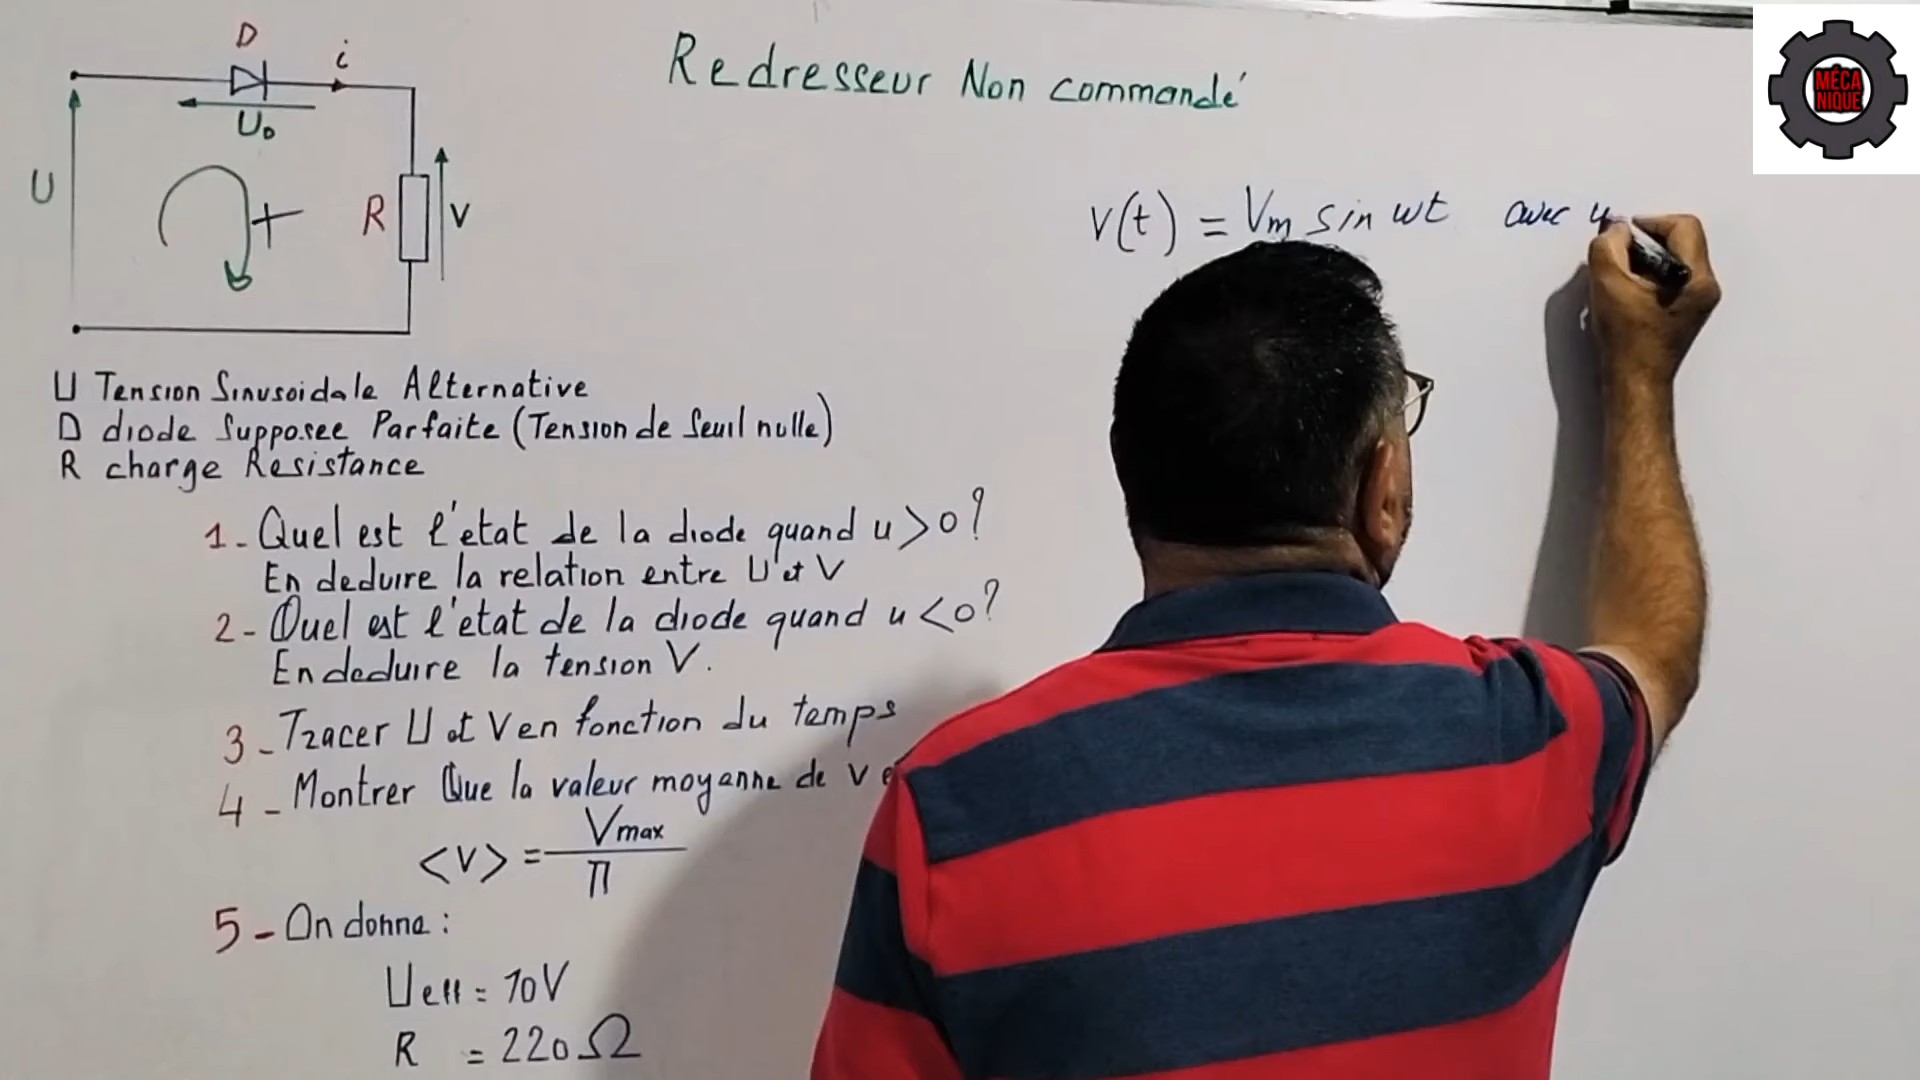 Redresseur Non commandé
MÉCA
NIQUE
D
i
U_D
U
R
V
+
v(t) = Vm sin wt avec
U Tension Sinusoidale Alternative
D diode Supposee Parfaite (Tension de Seuil nulle)
R charge Resistance
1 - Quel est l'etat de la diode quand u > 0 ?
En deduire la relation entre U et V
2 - Quel est l'etat de la diode quand u < 0 ?
En deduire la tension V.
3 - Tracer U et V en fonction du temps
4 - Montrer Que la valeur moyenne de V
<V> = Vmax / π
5 - On donne :
Ueff = 10V
R = 220 Ω